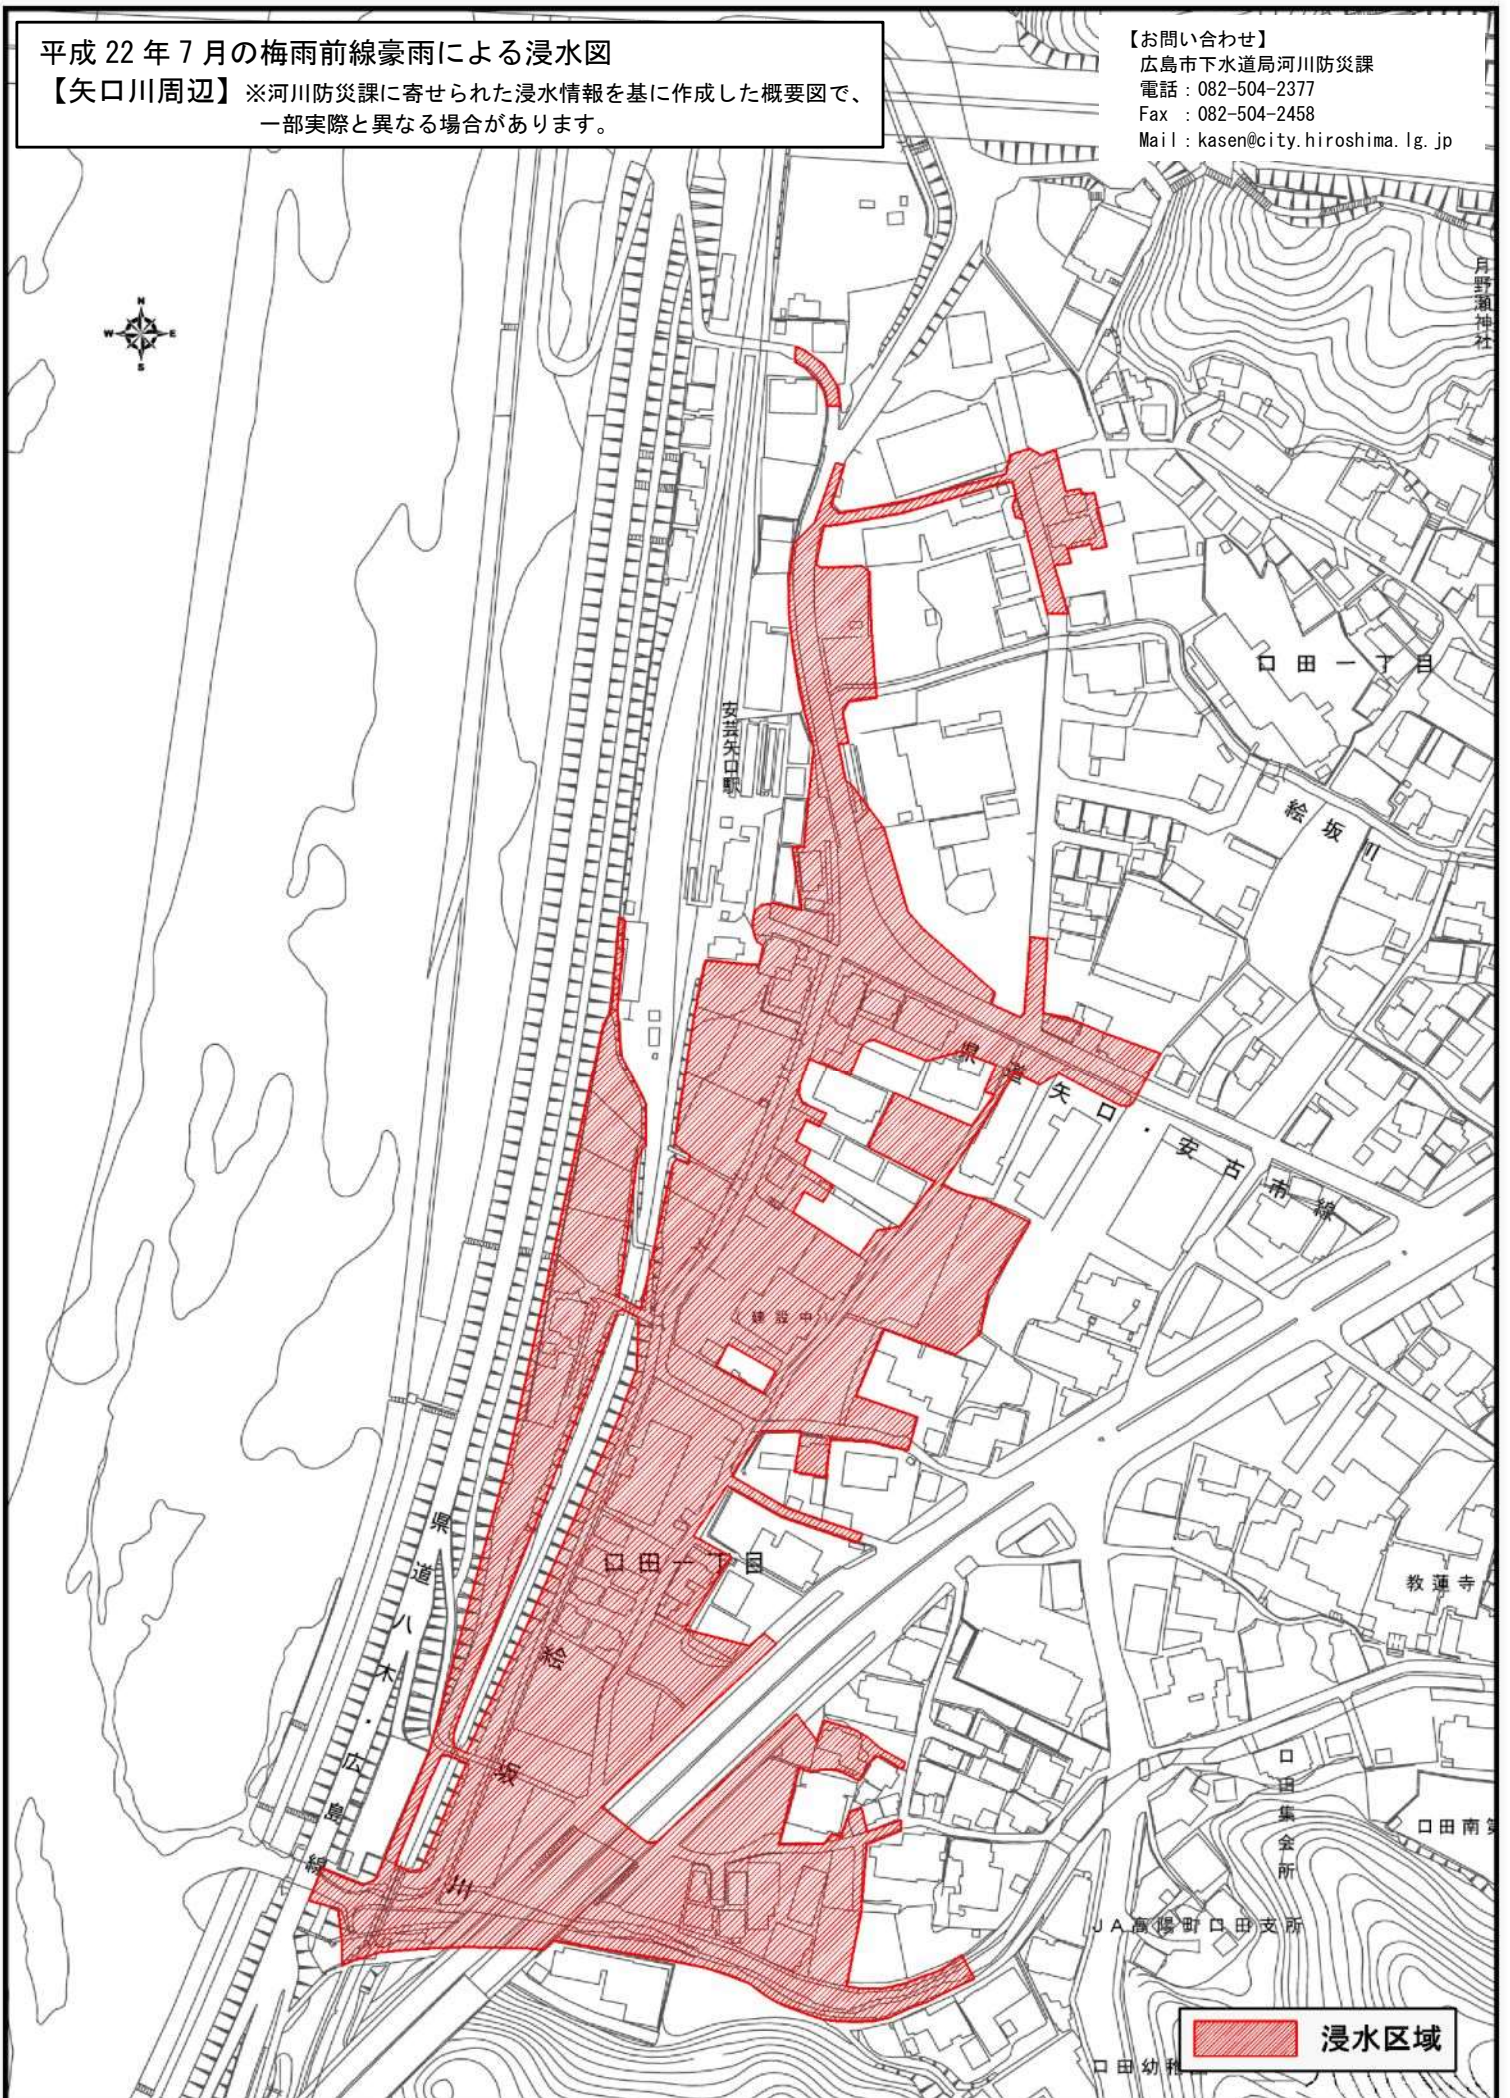 平成 22 年 7 月の梅雨前線豪雨による浸水図
【矢口川周辺】※河川防災課に寄せられた浸水情報を基に作成した概要図で、
一部実際と異なる場合があります。
【お問い合わせ】
広島市下水道局河川防災課
電話：082-504-2377
Fax ：082-504-2458
Mail：kasen@city.hiroshima.lg.jp
N
W
E
S
月野瀬神社
口田一丁目
安芸矢口駅
絵坂川
県道矢口・安古市線
建設中
県道八木・広島線
口田一丁目
教蓮寺
絵坂川
口田集会所
口田南
JA高陽町口田支所
口田幼稚
浸水区域